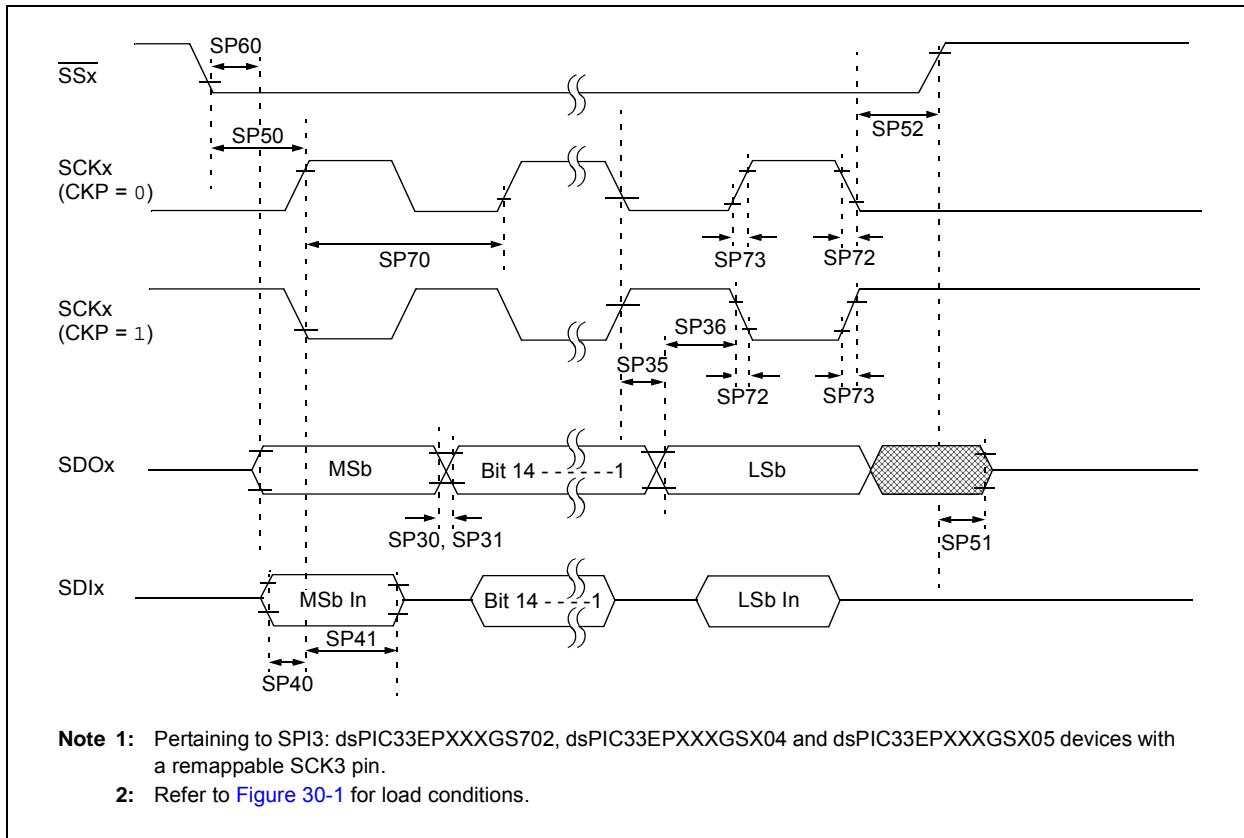 SP60
SSx
SP50
SP52
SCKx
(CKP = 0)
SP70
SP73
SP72
SCKx
(CKP = 1)
SP36
SP35
SP72
SP73
SDOx
MSb
Bit 14 - - - - - -1
LSb
SP30, SP31
SP51
SDIx
MSb In
Bit 14 - - - -1
LSb In
SP41
SP40
Note 1: Pertaining to SPI3: dsPIC33EPXXXGS702, dsPIC33EPXXXGSX04 and dsPIC33EPXXXGSX05 devices with
a remappable SCK3 pin.
2: Refer to Figure 30-1 for load conditions.